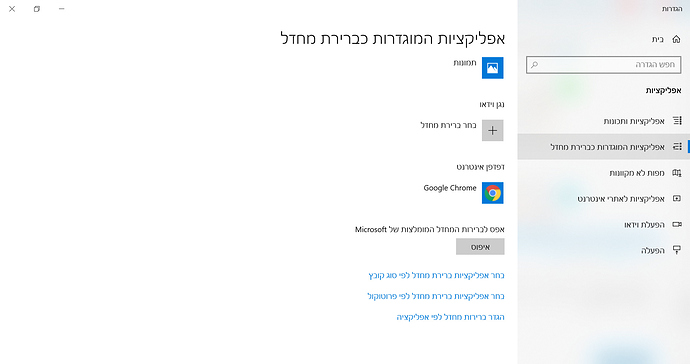 הגדרות
בית
חפש הגדרה
אפליקציות
אפליקציות ותכונות
אפליקציות המוגדרות כברירת מחדל
מפות לא מקוונות
אפליקציות לאתרי אינטרנט
הפעלת וידאו
הפעלה
אפליקציות המוגדרות כברירת מחדל
תמונות
נגן וידאו
בחר ברירת מחדל
דפדפן אינטרנט
Google Chrome
אפס לברירות המחדל המומלצות של Microsoft
איפוס
בחר אפליקציות ברירת מחדל לפי סוג קובץ
בחר אפליקציות ברירת מחדל לפי פרוטוקול
הגדר ברירות מחדל לפי אפליקציה